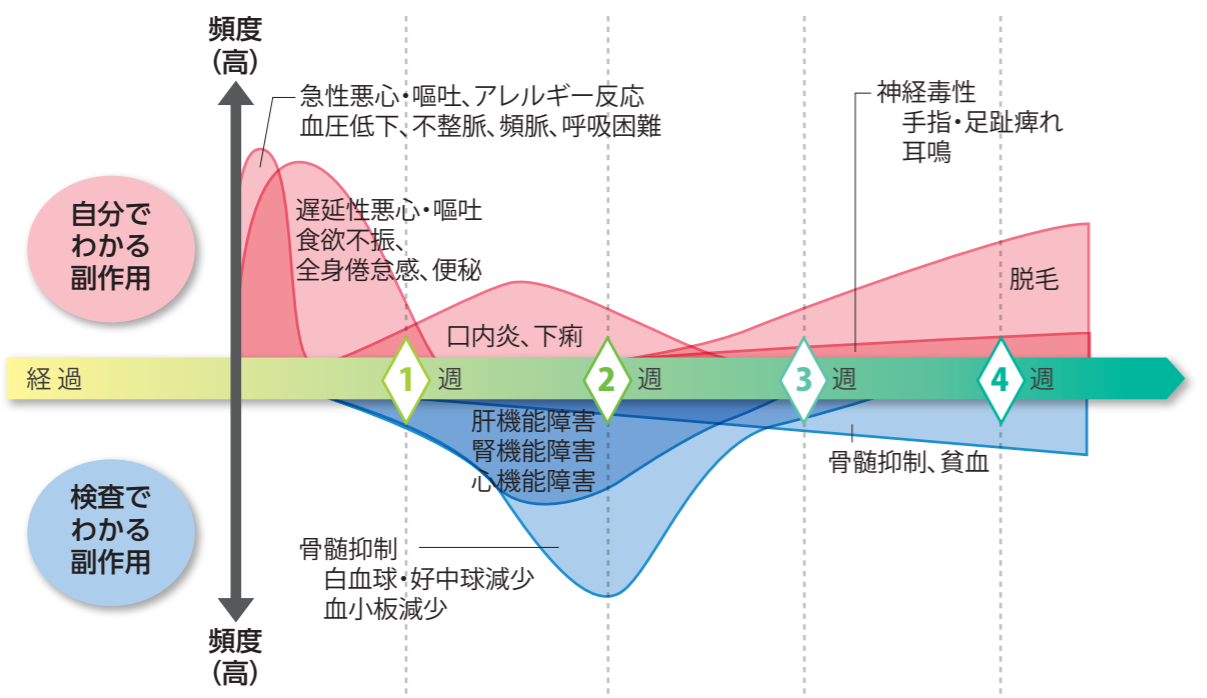 頻度
（高）
急性悪心・嘔吐、アレルギー反応
血圧低下、不整脈、頻脈、呼吸困難
神経毒性
手指・足趾痺れ
耳鳴
自分で
わかる
副作用
遅延性悪心・嘔吐
食欲不振、
全身倦怠感、便秘
脱毛
口内炎、下痢
経過
1 週
2 週
3 週
4 週
肝機能障害
腎機能障害
心機能障害
骨髄抑制、貧血
検査で
わかる
副作用
骨髄抑制
白血球・好中球減少
血小板減少
頻度
（高）